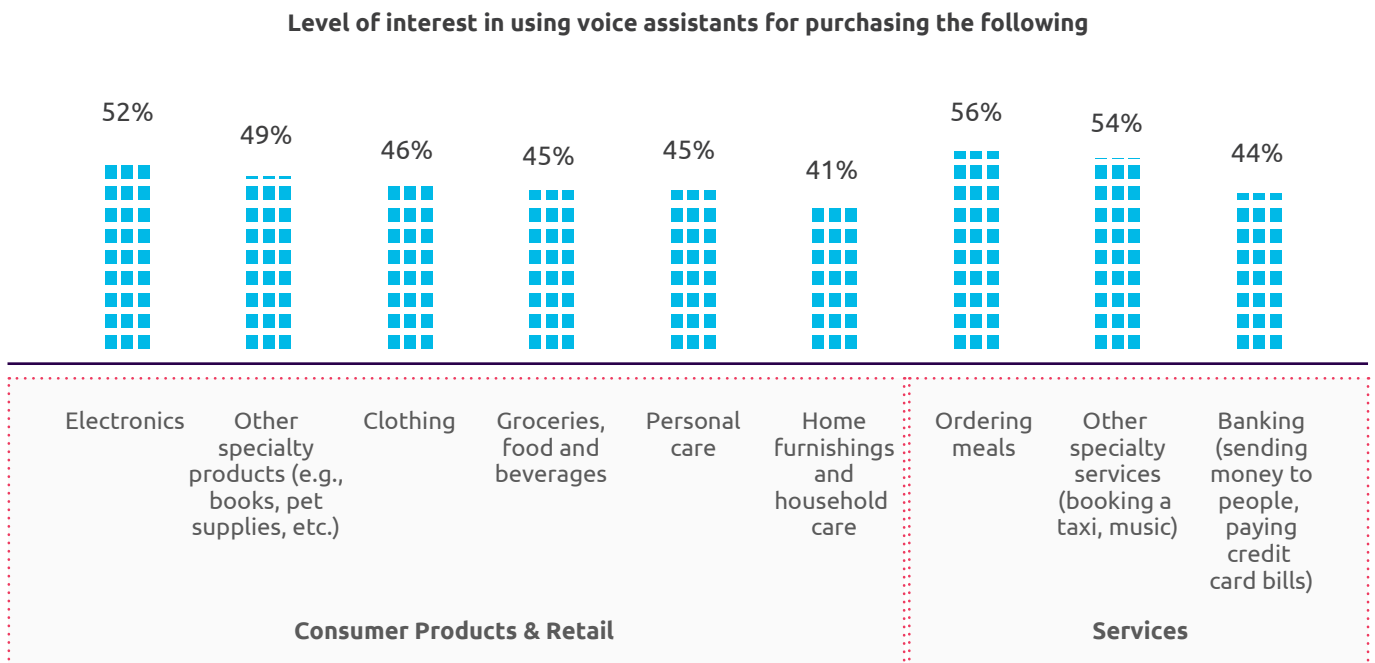 Level of interest in using voice assistants for purchasing the following
52%
49%
46%
45%
45%
41%
56%
54%
44%
Electronics
Other
specialty
products (e.g.,
books, pet
supplies, etc.)
Clothing
Groceries,
food and
beverages
Personal
care
Home
furnishings
and
household
care
Ordering
meals
Other
specialty
services
(booking a
taxi, music)
Banking
(sending
money to
people,
paying
credit
card bills)
Consumer Products & Retail
Services